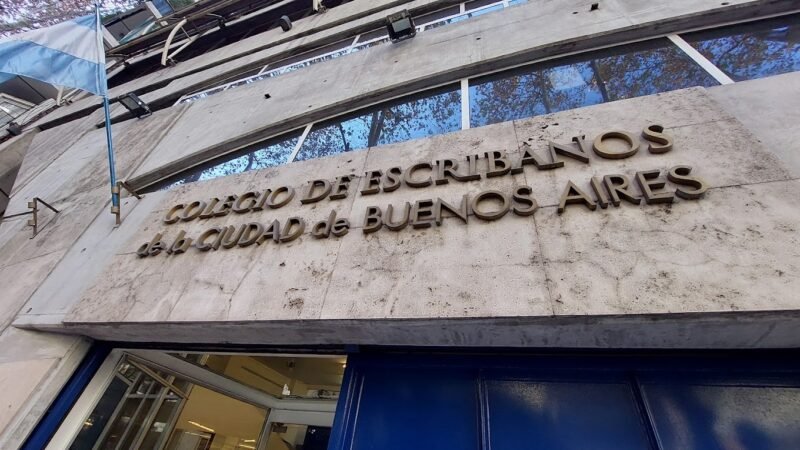 COLEGIO DE ESCRIBANOS
de la CIUDAD de BUENOS AIRES